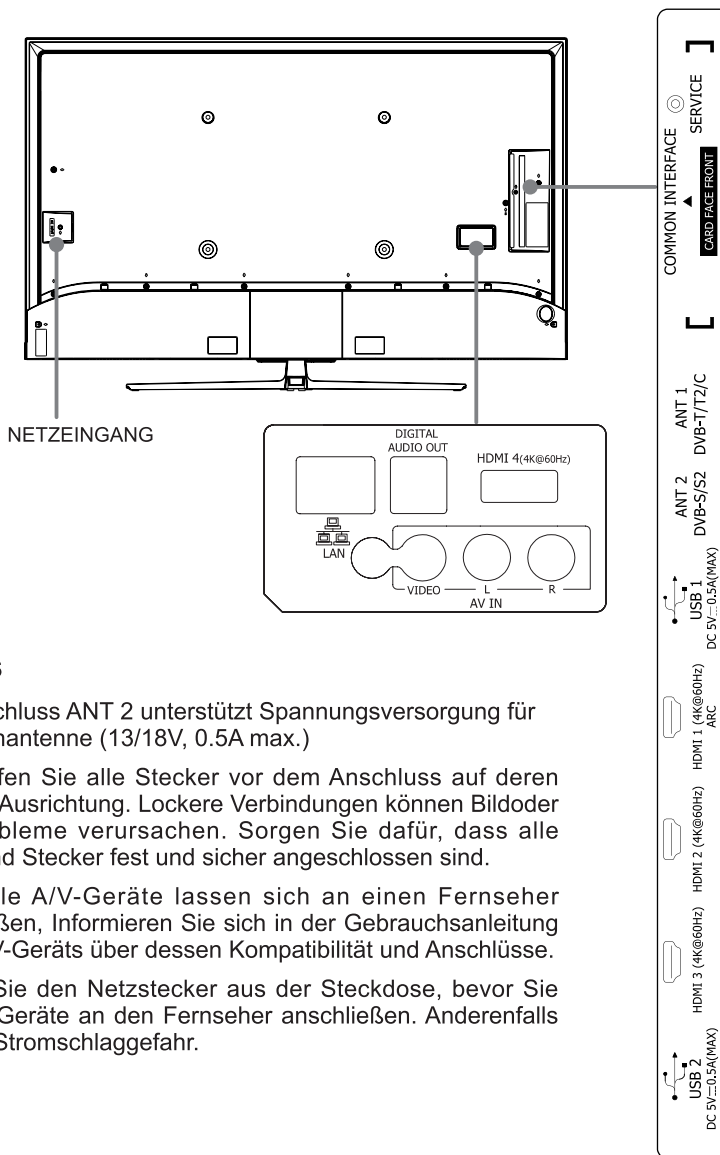 NETZEINGANG
DIGITAL
AUDIO OUT
HDMI 4(4K@60Hz)
LAN
VIDEO
L
R
AV IN
chluss ANT 2 unterstützt Spannungsversorgung für
nantenne (13/18V, 0.5A max.)
fen Sie alle Stecker vor dem Anschluss auf deren
Ausrichtung. Lockere Verbindungen können Bildoder
obleme verursachen. Sorgen Sie dafür, dass alle
nd Stecker fest und sicher angeschlossen sind.
le A/V-Geräte lassen sich an einen Fernseher
ßen, Informieren Sie sich in der Gebrauchsanleitung
V-Geräts über dessen Kompatibilität und Anschlüsse.
Sie den Netzstecker aus der Steckdose, bevor Sie
Geräte an den Fernseher anschließen. Anderenfalls
Stromschlaggefahr.
SERVICE
COMMON INTERFACE
CARD FACE FRONT
ANT 1
DVB-T/T2/C
ANT 2
DVB-S/S2
USB 1
DC 5V⎓0.5A(MAX)
HDMI 1 (4K@60Hz)
ARC
HDMI 2 (4K@60Hz)
HDMI 3 (4K@60Hz)
USB 2
DC 5V⎓0.5A(MAX)